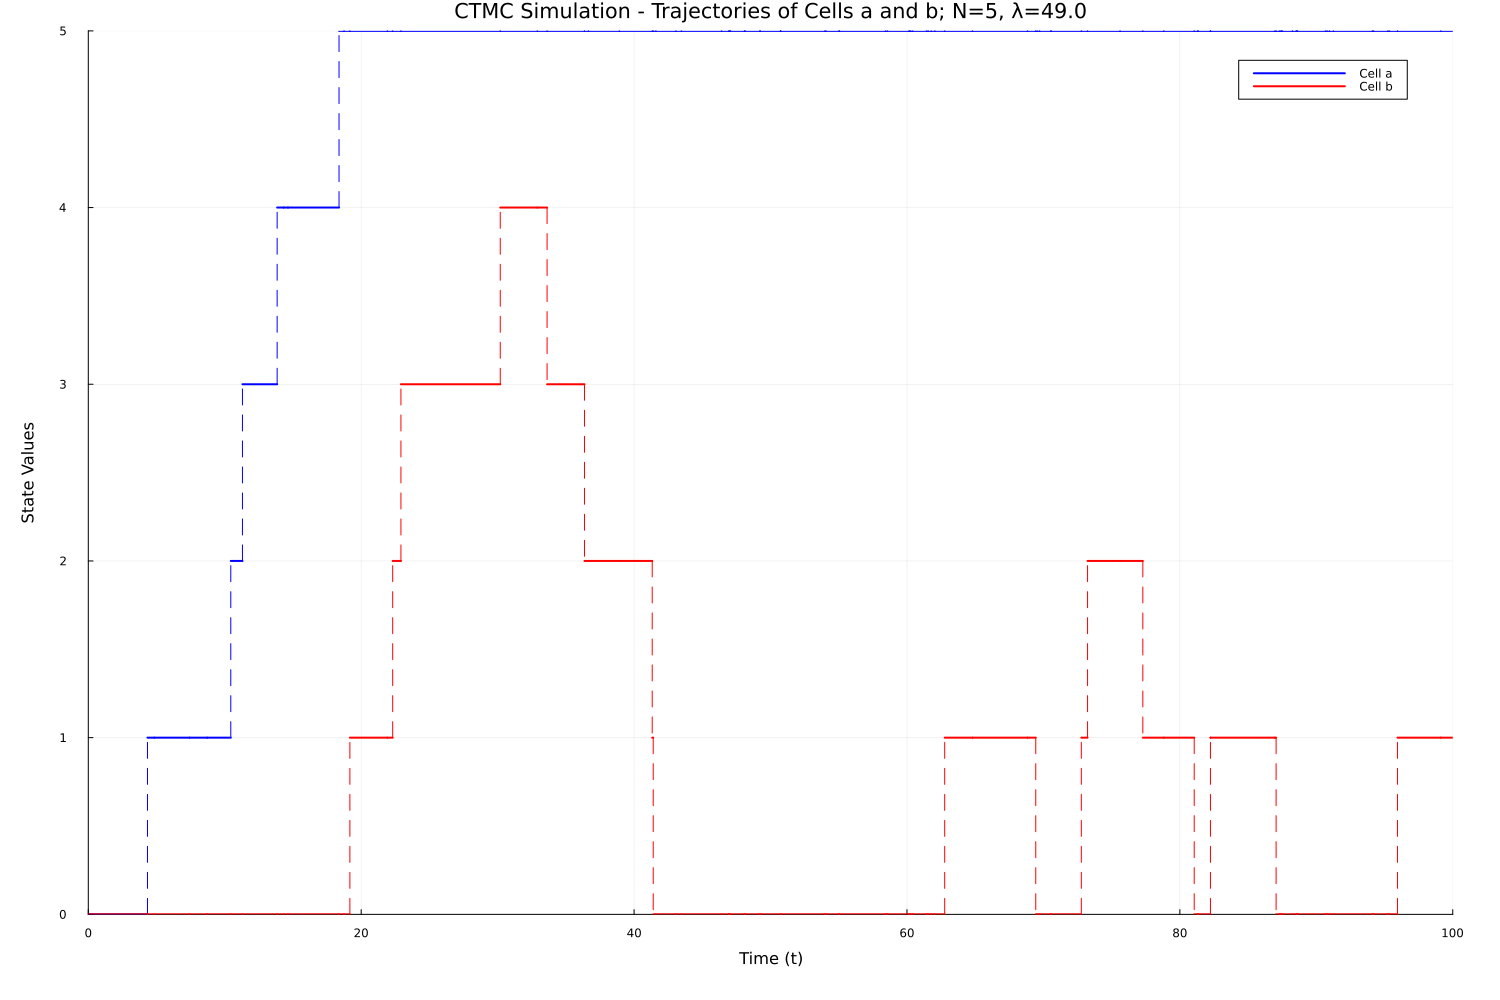 CTMC Simulation - Trajectories of Cells a and b; N=5, λ=49.0
5
4
3
2
1
0
State Values
Cell a
Cell b
0 20 40 60 80 100
Time (t)